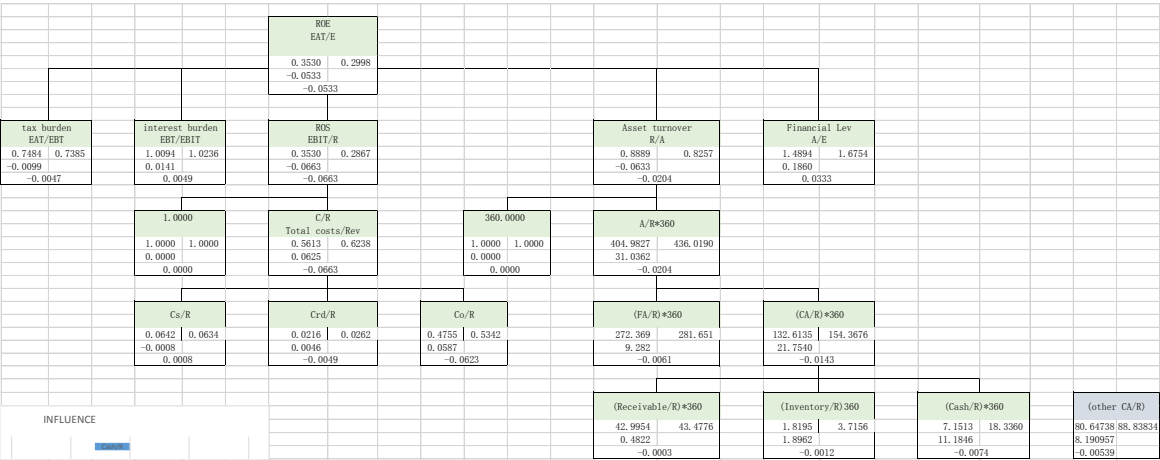 ROE
EAT/E
0.3530 0.2998
-0.0533
-0.0533
tax burden
EAT/EBT
0.7484 0.7385
-0.0099
-0.0047
interest burden
EBT/EBIT
1.0094 1.0236
0.0141
0.0049
ROS
EBIT/R
0.3530 0.2867
-0.0663
-0.0663
Asset turnover
R/A
0.8889 0.8257
-0.0633
-0.0204
Financial Lev
A/E
1.4894 1.6754
0.1860
0.0333
1.0000
1.0000 1.0000
0.0000
0.0000
C/R
Total costs/Rev
0.5613 0.6238
0.0625
-0.0663
360.0000
1.0000 1.0000
0.0000
0.0000
A/R*360
404.9827 436.0190
31.0362
-0.0204
Cs/R
0.0642 0.0634
-0.0008
0.0008
Crd/R
0.0216 0.0262
0.0046
-0.0049
Co/R
0.4755 0.5342
0.0587
-0.0623
(FA/R)*360
272.369 281.651
9.282
-0.0061
(CA/R)*360
132.6135 154.3676
21.7540
-0.0143
(Receivable/R)*360
42.9954 43.4776
0.4822
-0.0003
(Inventory/R)360
1.8195 3.7156
1.8962
-0.0012
(Cash/R)*360
7.1513 18.3360
11.1846
-0.0074
(other CA/R)
80.64738 88.83834
8.190957
-0.00539
INFLUENCE
Cash/R